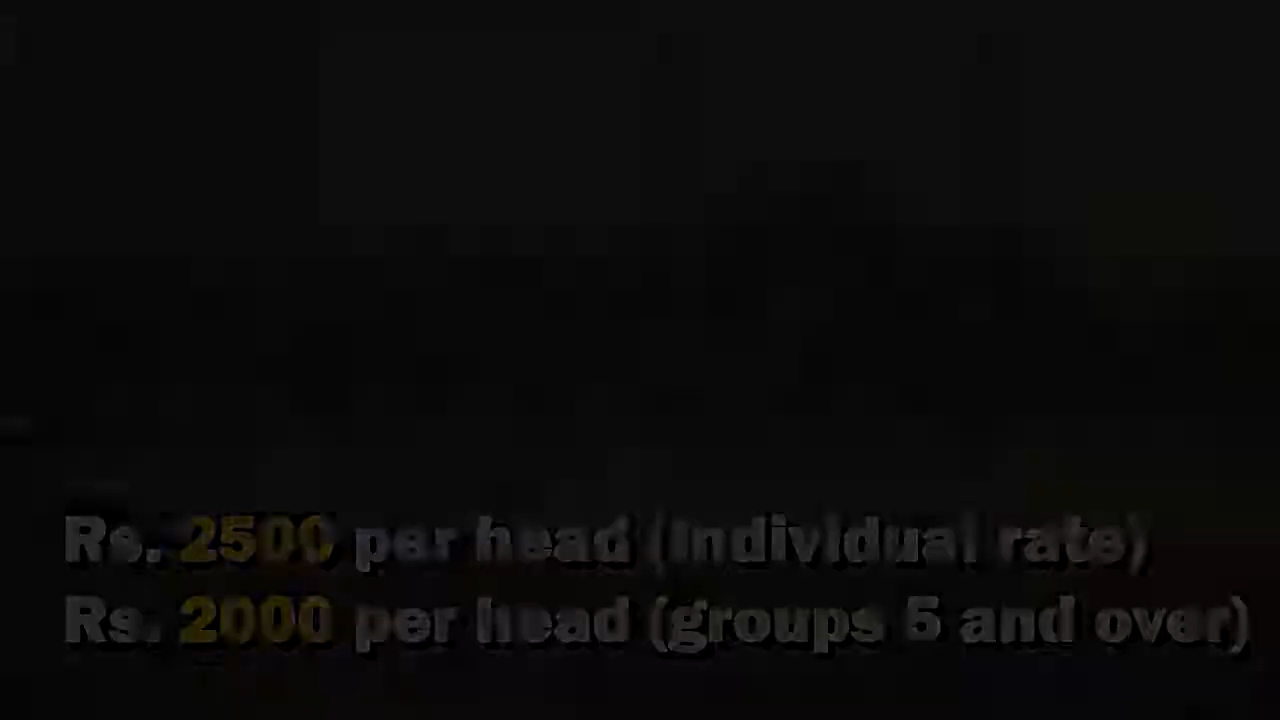 Rs. 2500 per head (individual rate)
Rs. 2000 per head (groups 5 and over)